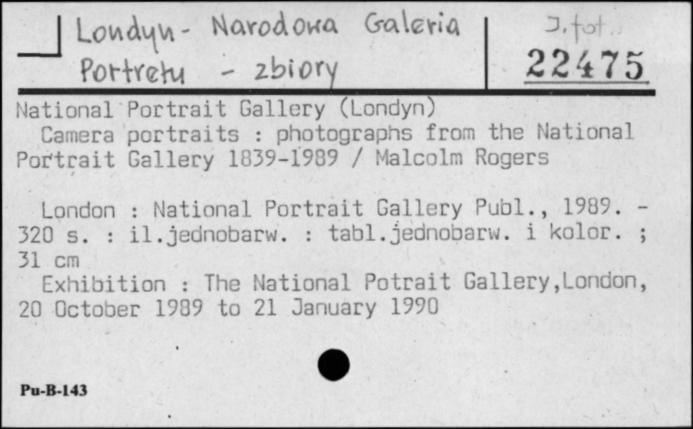 Londyn - Narodowa Galeria
Portretu - zbiory
J. fot.
22475
National Portrait Gallery (Londyn)
Camera portraits : photographs from the National
Portrait Gallery 1839-1989 / Malcolm Rogers
London : National Portrait Gallery Publ., 1989. -
320 s. : il.jednobarw. : tabl.jednobarw. i kolor. ;
31 cm
Exhibition : The National Potrait Gallery,London,
20 October 1989 to 21 January 1990
Pu-B-143